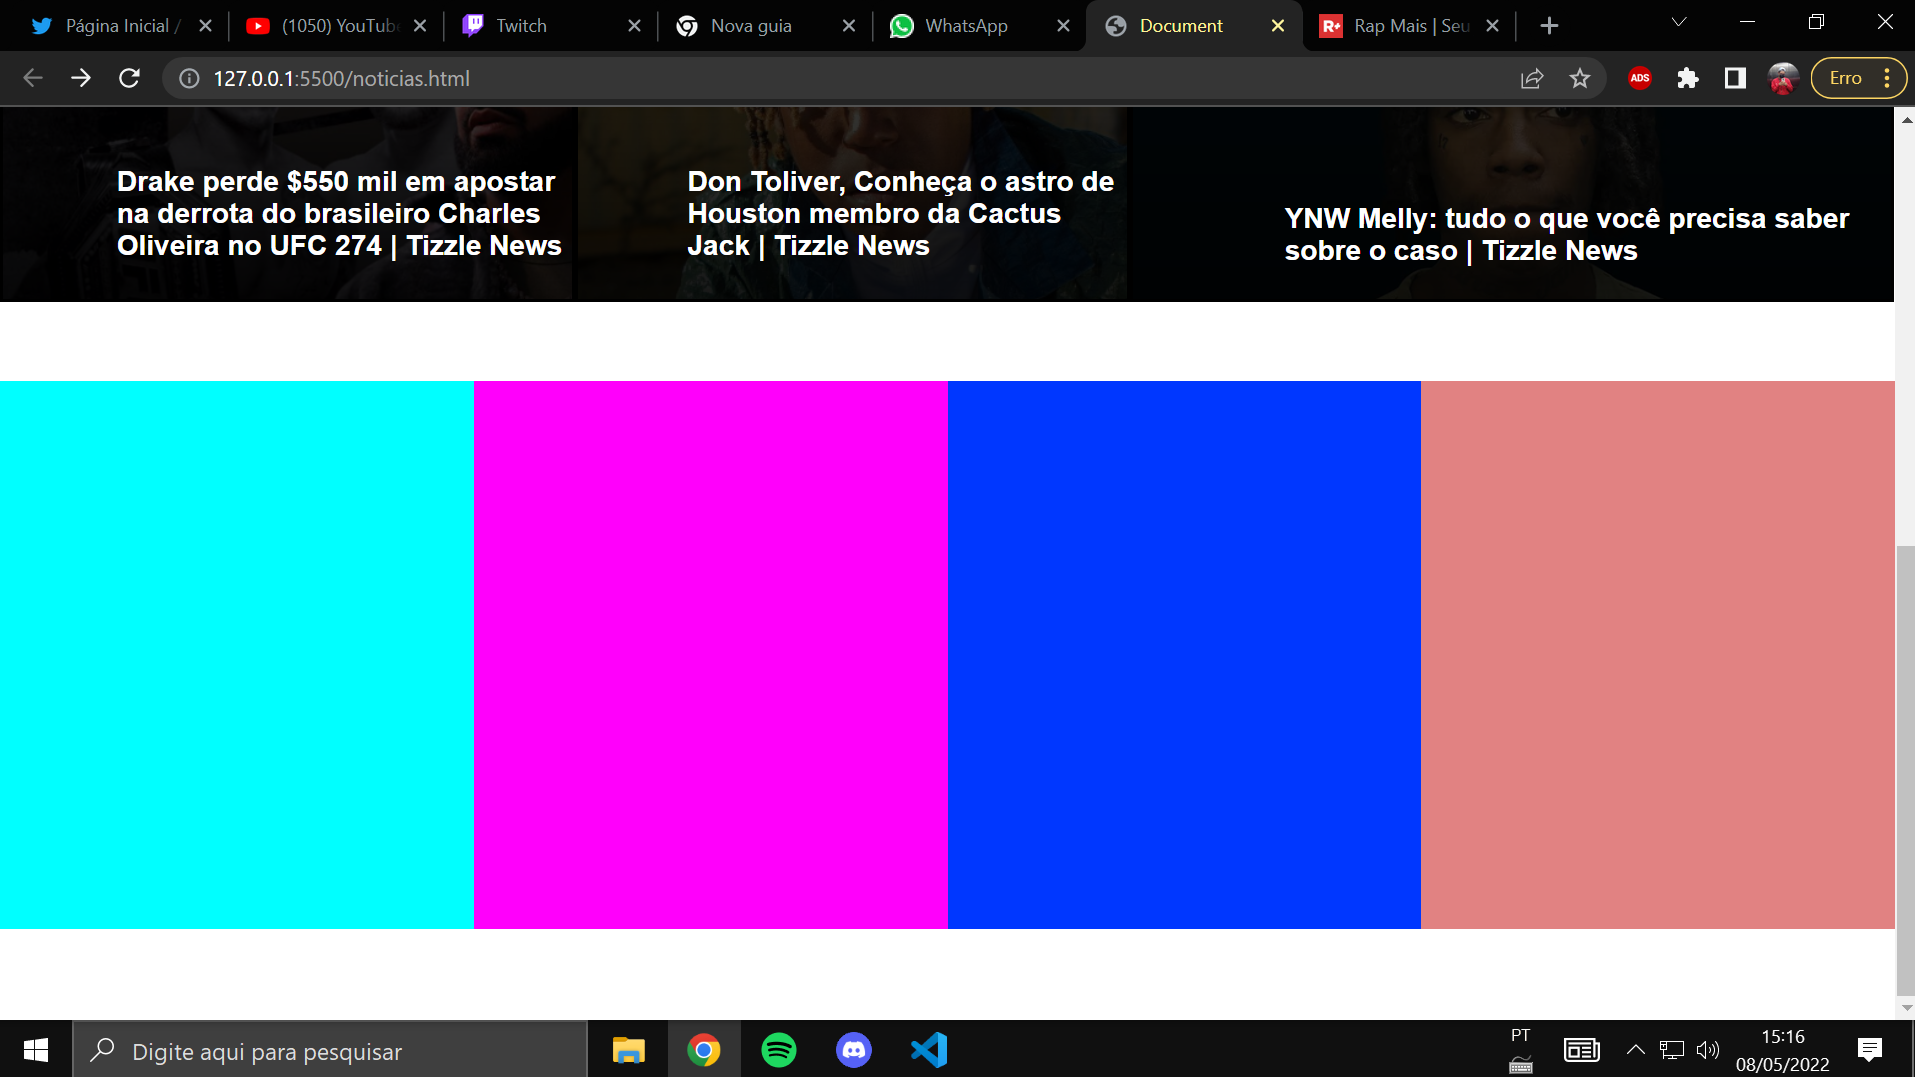 Página Inicial /
(1050) YouTube
Twitch
Nova guia
WhatsApp
Document
Rap Mais | Seu
127.0.0.1:5500/noticias.html
ADS
Erro
Drake perde $550 mil em apostar
na derrota do brasileiro Charles
Oliveira no UFC 274 | Tizzle News
Don Toliver, Conheça o astro de
Houston membro da Cactus
Jack | Tizzle News
YNW Melly: tudo o que você precisa saber
sobre o caso | Tizzle News
Digite aqui para pesquisar
PT
15:16
08/05/2022